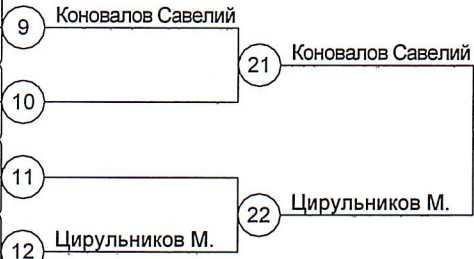 9 Коновалов Савелий
21 Коновалов Савелий
10
11
22 Цирульников М.
12 Цирульников М.